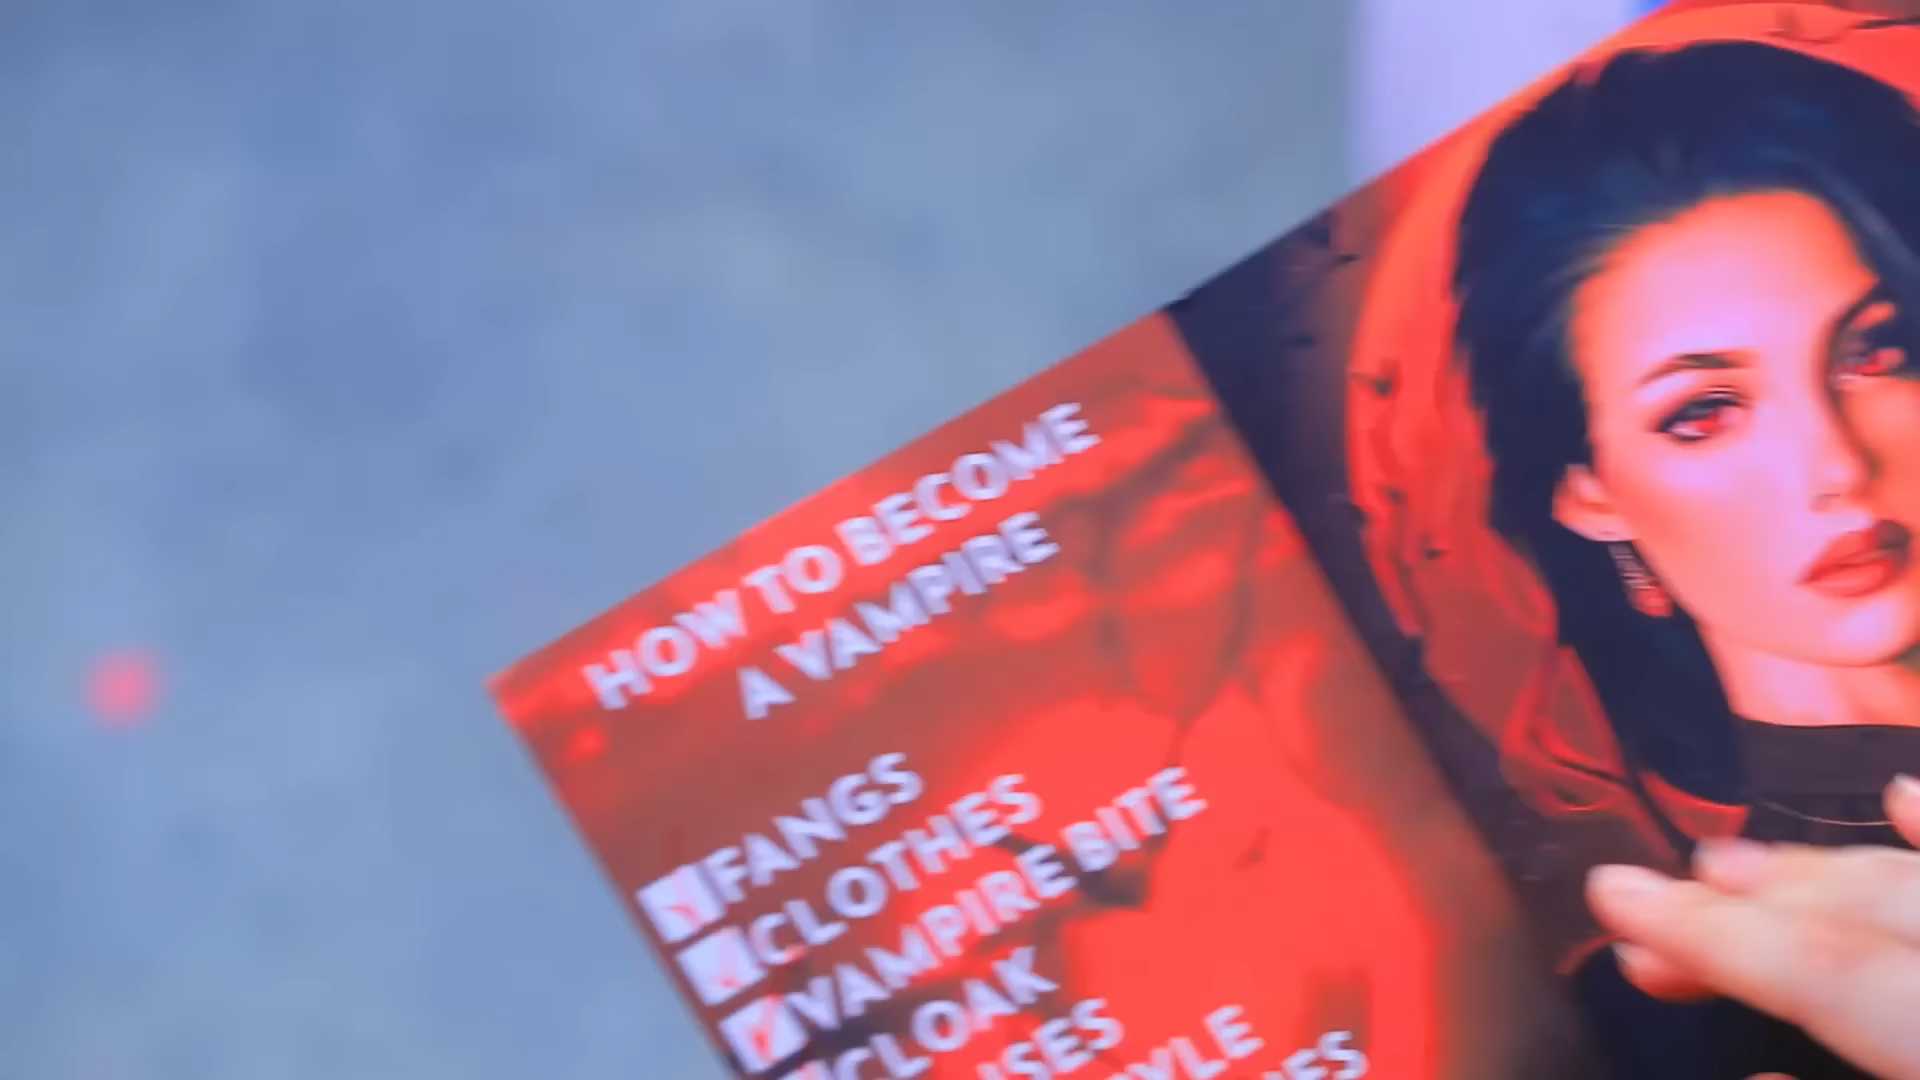 HOW TO BECOME
A VAMPIRE
FANGS
CLOTHES
VAMPIRE BITE
CLOAK